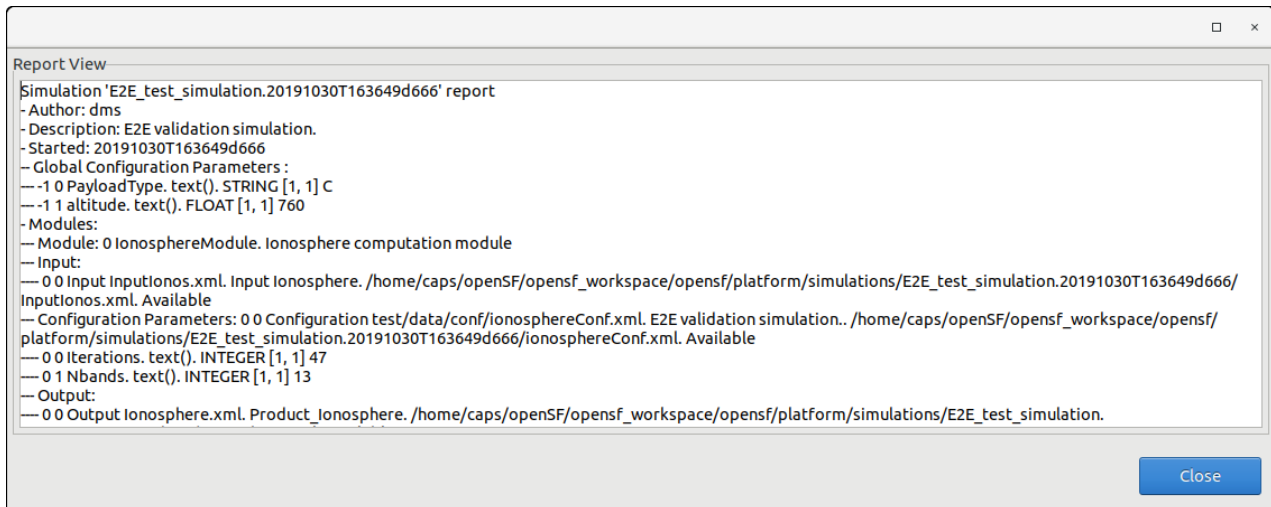 Report View
Simulation 'E2E_test_simulation.20191030T163649d666' report
- Author: dms
- Description: E2E validation simulation.
- Started: 20191030T163649d666
-- Global Configuration Parameters :
--- -1 0 PayloadType. text(). STRING [1, 1] C
--- -1 1 altitude. text(). FLOAT [1, 1] 760
- Modules:
--- Module: 0 IonosphereModule. Ionosphere computation module
--- Input:
---- 0 0 Input InputIonos.xml. Input Ionosphere. /home/caps/openSF/opensf_workspace/opensf/platform/simulations/E2E_test_simulation.20191030T163649d666/
InputIonos.xml. Available
--- Configuration Parameters: 0 0 Configuration test/data/conf/ionosphereConf.xml. E2E validation simulation.. /home/caps/openSF/opensf_workspace/opensf/
platform/simulations/E2E_test_simulation.20191030T163649d666/ionosphereConf.xml. Available
---- 0 0 Iterations. text(). INTEGER [1, 1] 47
---- 0 1 Nbands. text(). INTEGER [1, 1] 13
--- Output:
---- 0 0 Output Ionosphere.xml. Product_Ionosphere. /home/caps/openSF/opensf_workspace/opensf/platform/simulations/E2E_test_simulation.
Close